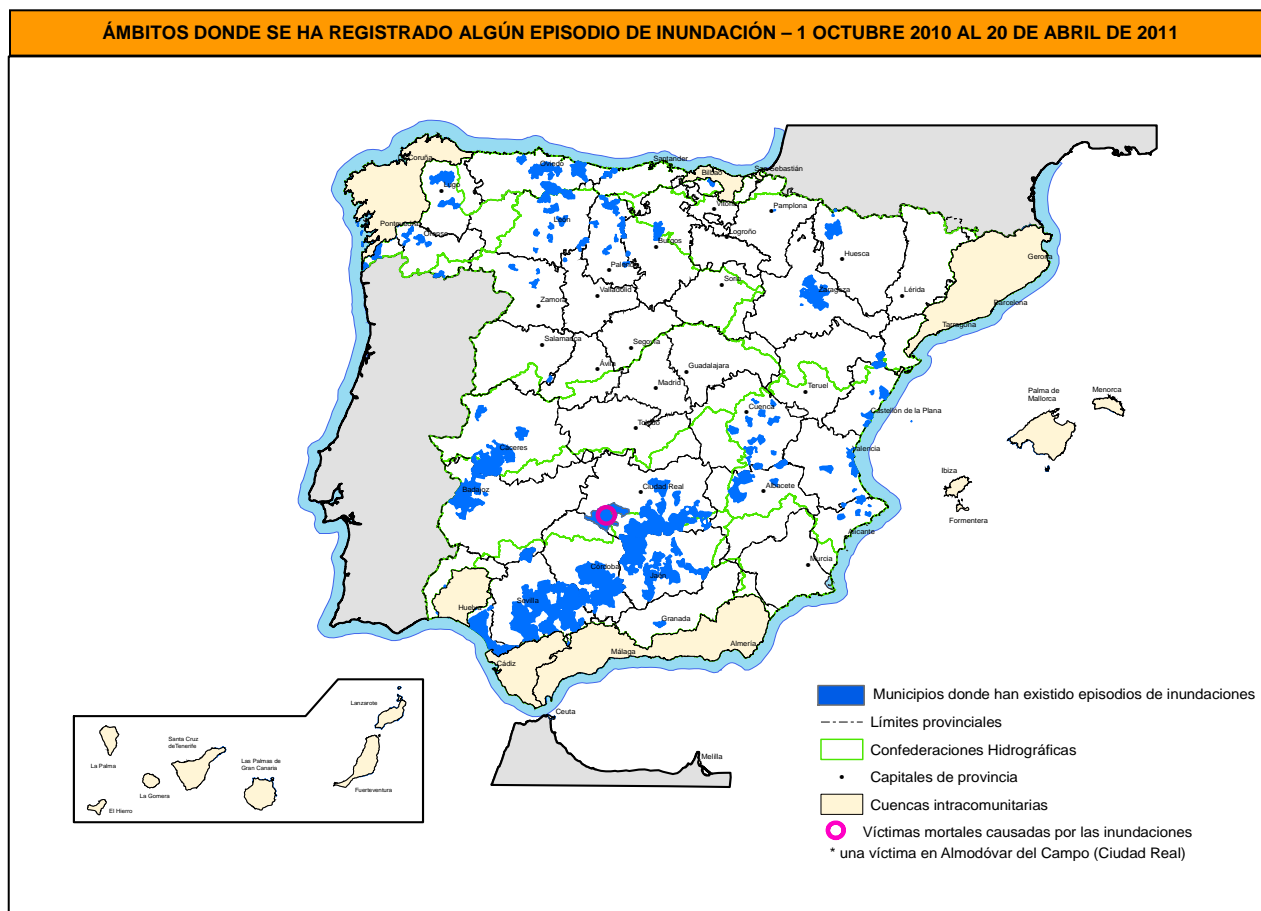 ÁMBITOS DONDE SE HA REGISTRADO ALGÚN EPISODIO DE INUNDACIÓN – 1 OCTUBRE 2010 AL 20 DE ABRIL DE 2011
Coruña
Lugo
Oviedo
Santander
Bilbao
San Sebastián
Pontevedra
Orense
León
Vitoria
Pamplona
Logroño
Burgos
Palencia
Huesca
Gerona
Zamora
Valladolid
Soria
Zaragoza
Lérida
Barcelona
Tarragona
Salamanca
Segovia
Ávila
Guadalajara
Madrid
Teruel
Cuenca
Toledo
Castellón de la Plana
Palma de
Mallorca
Menorca
Cáceres
Valencia
Ibiza
Badajoz
Ciudad Real
Albacete
Formentera
Alicante
Murcia
Córdoba
Jaén
Huelva
Sevilla
Granada
Almería
Málaga
Cádiz
Ceuta
Melilla
Lanzarote
La Palma
Santa Cruz
deTenerife
Las Palmas de
Gran Canaria
La Gomera
Fuerteventura
El Hierro
Municipios donde han existido episodios de inundaciones
Límites provinciales
Confederaciones Hidrográficas
Capitales de provincia
Cuencas intracomunitarias
Víctimas mortales causadas por las inundaciones
* una víctima en Almodóvar del Campo (Ciudad Real)